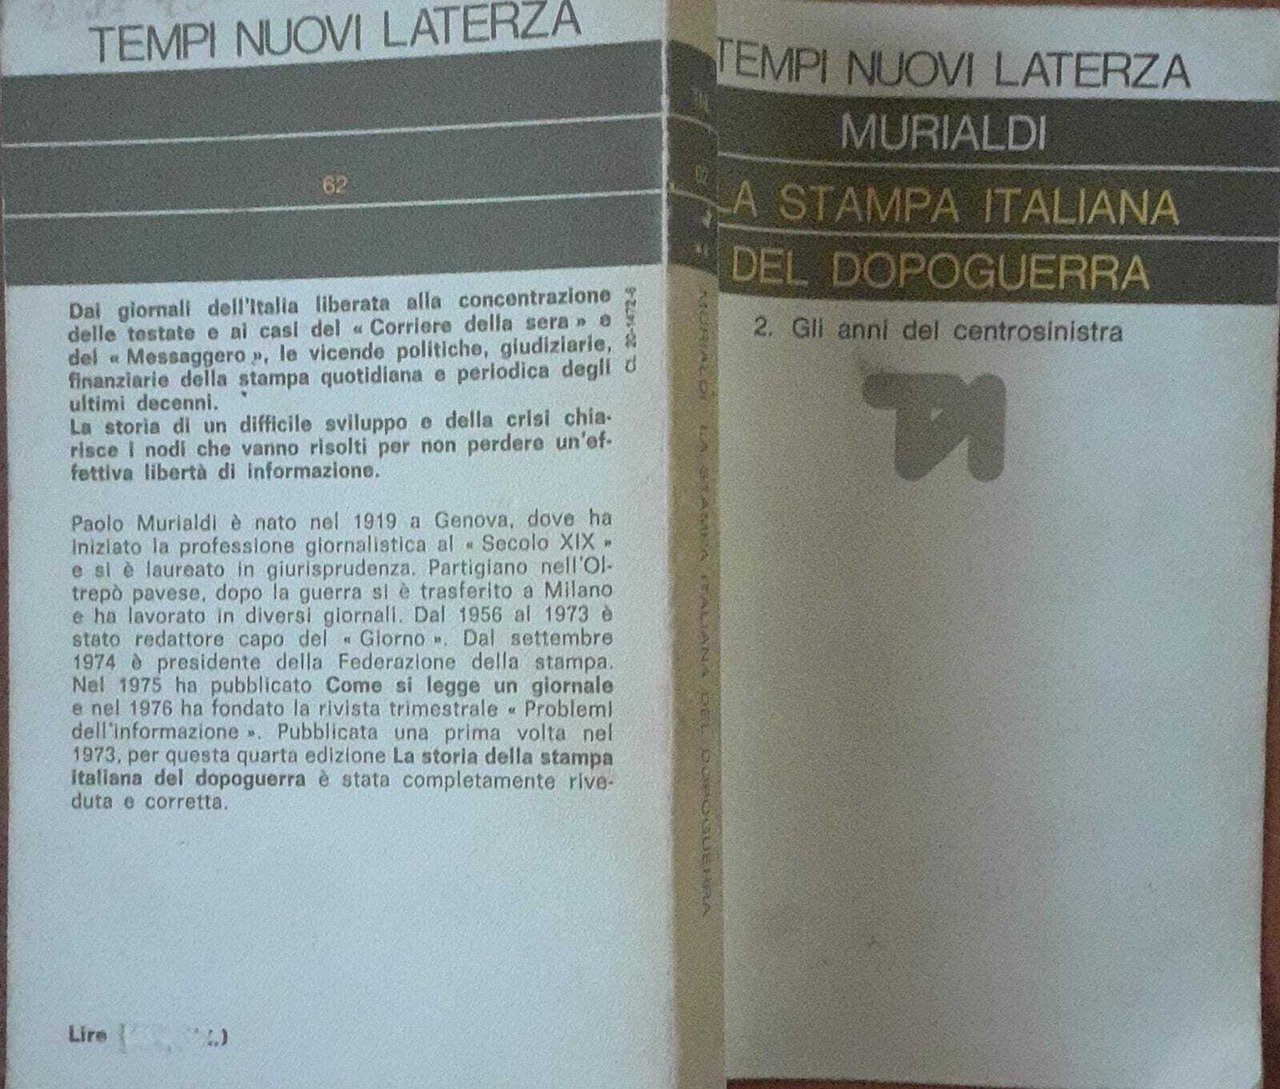 TEMPI NUOVI LATERZA
62
Dai giornali dell'Italia liberata alla concentrazione
delle testate e ai casi del « Corriere della sera » e
del « Messaggero », le vicende politiche, giudiziarie,
finanziarie della stampa quotidiana e periodica degli
ultimi decenni.
La storia di un difficile sviluppo e della crisi chia-
risce i nodi che vanno risolti per non perdere un'ef-
fettiva libertà di informazione.
CL 20-1472-9
Paolo Murialdi è nato nel 1919 a Genova, dove ha
iniziato la professione giornalistica al « Secolo XIX »
e si è laureato in giurisprudenza. Partigiano nell'Ol-
trepò pavese, dopo la guerra si è trasferito a Milano
e ha lavorato in diversi giornali. Dal 1956 al 1973 è
stato redattore capo del « Giorno ». Dal settembre
1974 è presidente della Federazione della stampa.
Nel 1975 ha pubblicato Come si legge un giornale
e nel 1976 ha fondato la rivista trimestrale « Problemi
dell'informazione ». Pubblicata una prima volta nel
1973, per questa quarta edizione La storia della stampa
italiana del dopoguerra è stata completamente rive-
duta e corretta.
Lire
62
MURIALDI LA STAMPA ITALIANA DEL DOPOGUERRA
TEMPI NUOVI LATERZA
MURIALDI
LA STAMPA ITALIANA
DEL DOPOGUERRA
2. Gli anni del centrosinistra